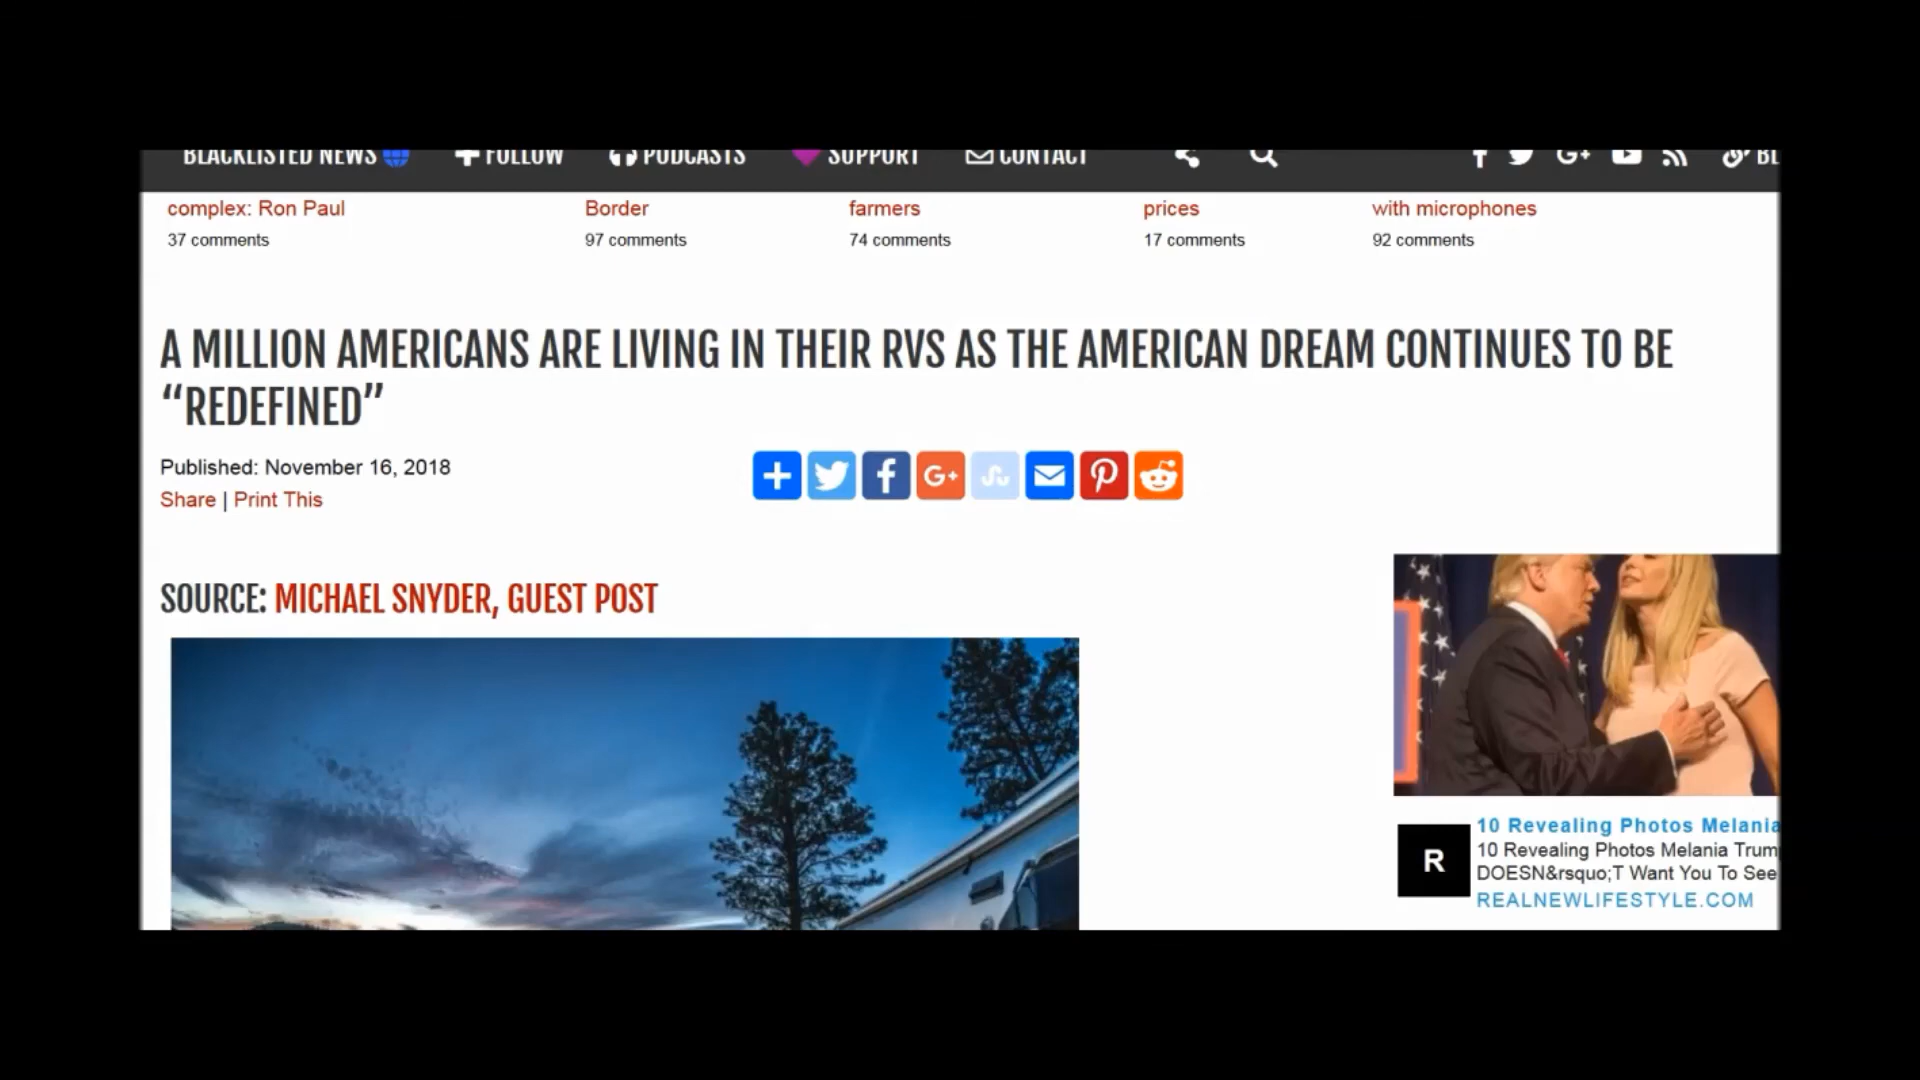 BLACKLISTED NEWS FOLLOW PODCASTS SUPPORT CONTACT
complex: Ron Paul Border farmers prices with microphones
37 comments 97 comments 74 comments 17 comments 92 comments
A MILLION AMERICANS ARE LIVING IN THEIR RVS AS THE AMERICAN DREAM CONTINUES TO BE
“REDEFINED”
Published: November 16, 2018
Share | Print This
SOURCE: MICHAEL SNYDER, GUEST POST
10 Revealing Photos Melania
R
10 Revealing Photos Melania Trum
DOESN&rsquo;T Want You To See
REALNEWLIFESTYLE.COM